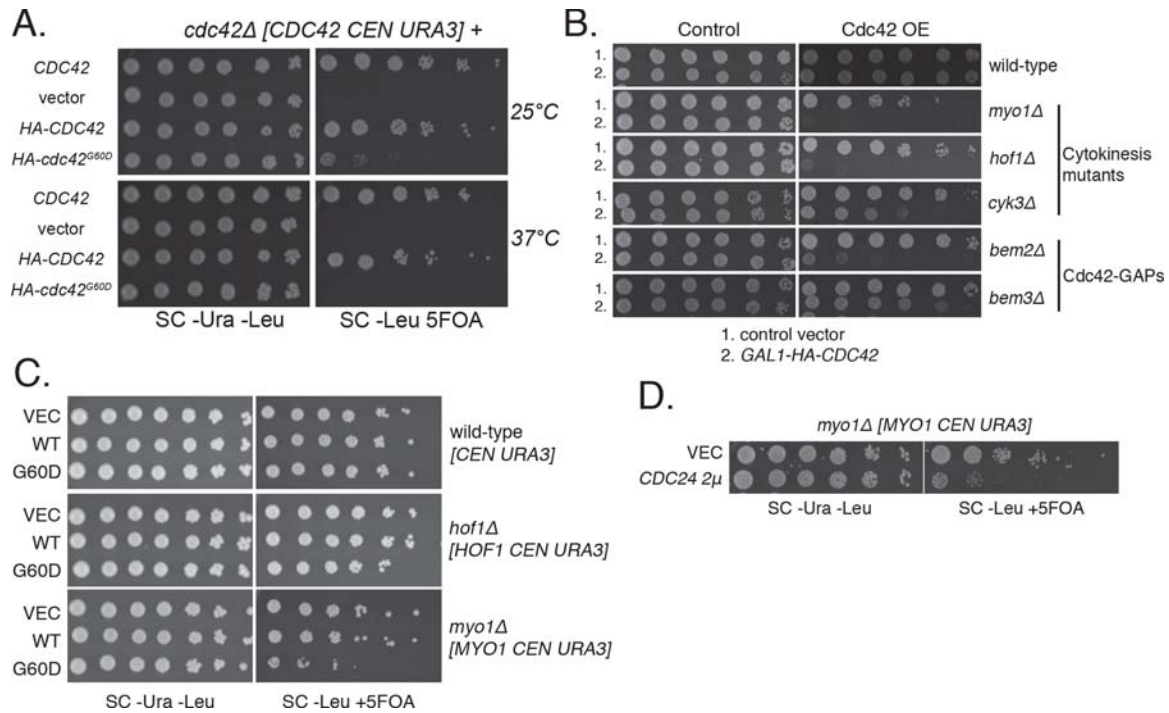 A.
cdc42Δ [CDC42 CEN URA3] +
CDC42
vector
HA-CDC42
HA-cdc42G60D
25°C
CDC42
vector
HA-CDC42
HA-cdc42G60D
37°C
SC -Ura -Leu
SC -Leu 5FOA
B.
Control
Cdc42 OE
1.
2.
wild-type
1.
2.
myo1Δ
1.
2.
hof1Δ
1.
2.
cyk3Δ
Cytokinesis
mutants
1.
2.
bem2Δ
1.
2.
bem3Δ
Cdc42-GAPs
1. control vector
2. GAL1-HA-CDC42
C.
VEC
WT
G60D
wild-type
[CEN URA3]
VEC
WT
G60D
hof1Δ
[HOF1 CEN URA3]
VEC
WT
G60D
myo1Δ
[MYO1 CEN URA3]
SC -Ura -Leu
SC -Leu +5FOA
D.
myo1Δ [MYO1 CEN URA3]
VEC
CDC24 2μ
SC -Ura -Leu
SC -Leu +5FOA